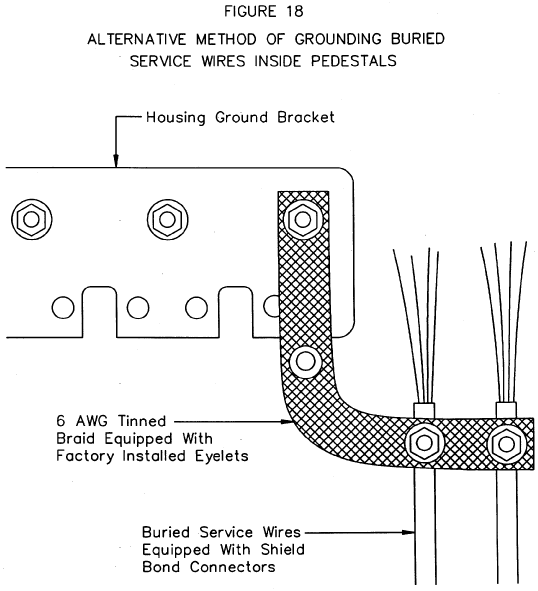 FIGURE 18
ALTERNATIVE METHOD OF GROUNDING BURIED
SERVICE WIRES INSIDE PEDESTALS
Housing Ground Bracket
6 AWG Tinned
Braid Equipped With
Factory Installed Eyelets
Buried Service Wires
Equipped With Shield
Bond Connectors